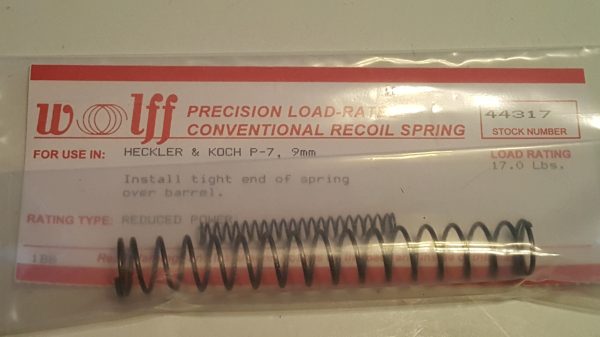 wolff
PRECISION LOAD-RATED
CONVENTIONAL RECOIL SPRING
44317
STOCK NUMBER
FOR USE IN: HECKLER & KOCH P-7, 9mm
LOAD RATING
17.0 Lbs.
Install tight end of spring
over barrel.
RATING TYPE: REDUCED POWER